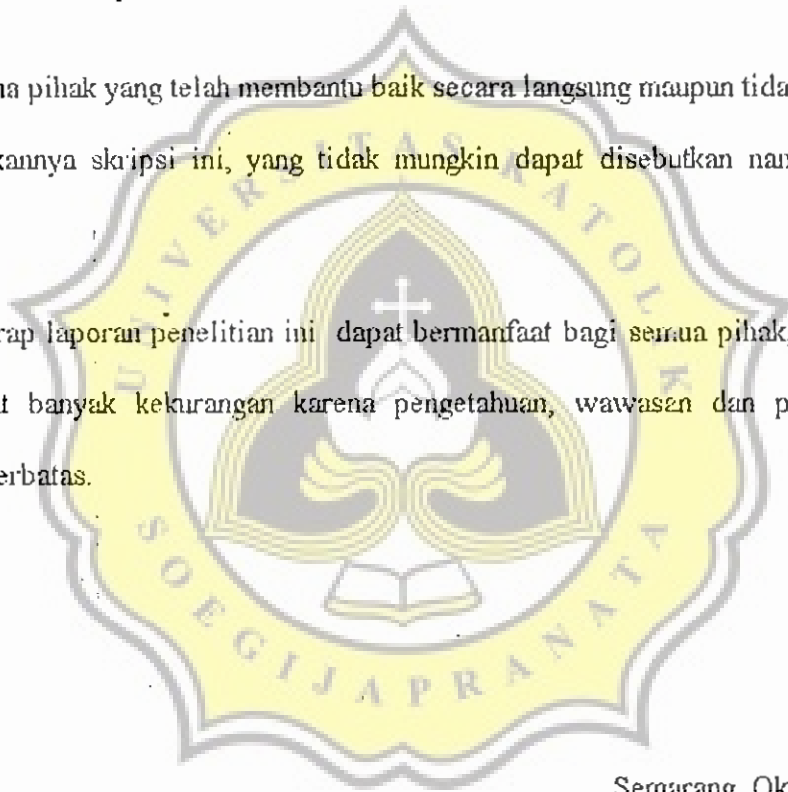 na pihak yang telah membantu baik secara langsung maupun tida
kannya skripsi ini, yang tidak mungkin dapat disebutkan nan
rap laporan penelitian ini dapat bermanfaat bagi semua pihak,
t banyak kekurangan karena pengetahuan, wawasan dan p
erbatas.
UNIVERSITAS KATOLIK
SOEGIJAPRANATA
Semarang, Ok